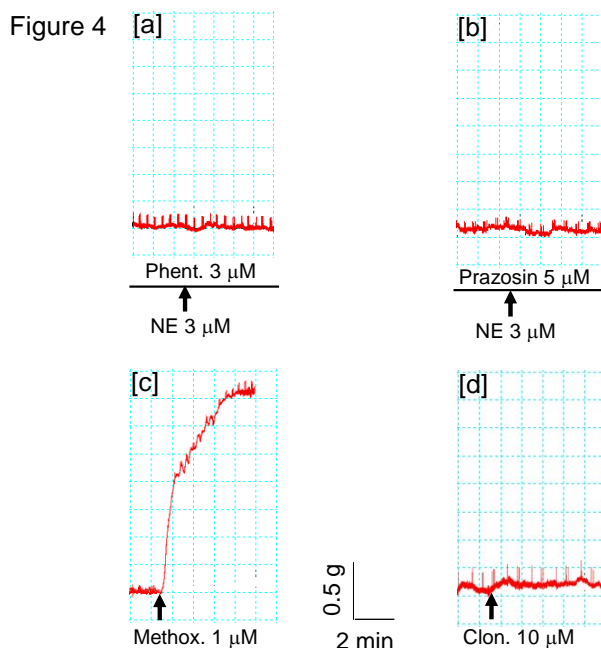 Figure 4
[a]
[b]
Phent. 3 μM
NE 3 μM
Prazosin 5 μM
NE 3 μM
[c]
[d]
0.5 g
2 min
Methox. 1 μM
Clon. 10 μM